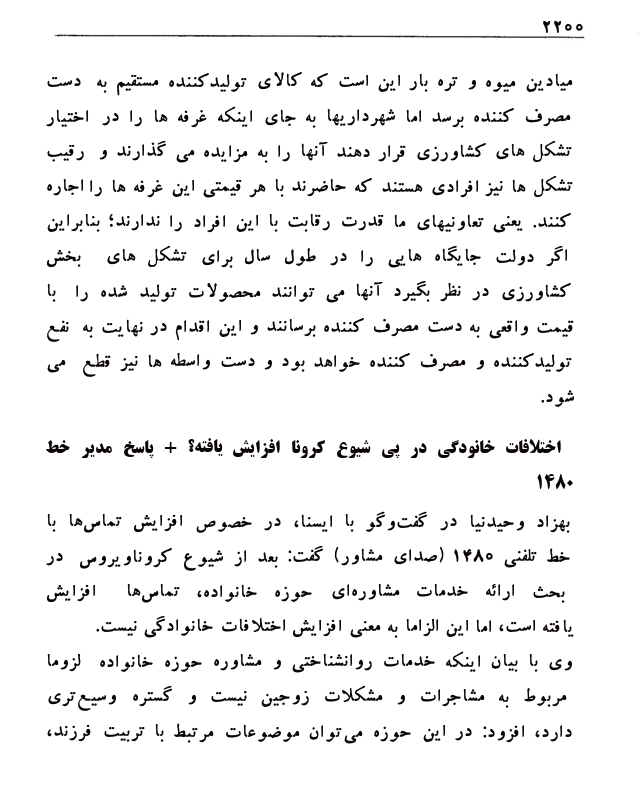 ۲۲۰۰
میادین میوه و تره بار این است که کالای تولیدکننده مستقیم به دست
مصرف کننده برسد اما شهرداریها به جای اینکه غرفه ها را در اختیار
تشکل های کشاورزی قرار دهند آنها را به مزایده می گذارند و رقیب
تشکل ها نیز افرادی هستند که حاضرند با هر قیمتی این غرفه ها را اجاره
کنند. یعنی تعاونیهای ما قدرت رقابت با این افراد را ندارند؛ بنابراین
اگر دولت جایگاه هایی را در طول سال برای تشکل های بخش
کشاورزی در نظر بگیرد آنها می توانند محصولات تولید شده را با
قیمت واقعی به دست مصرف کننده برسانند و این اقدام در نهایت به نفع
تولیدکننده و مصرف کننده خواهد بود و دست واسطه ها نیز قطع می
شود.
اختلافات خانودگی در پی شیوع کرونا افزایش یافته؟ + پاسخ مدیر خط
۱۴۸۰
بهزاد وحیدنیا در گفت‌وگو با ایسنا، در خصوص افزایش تماس‌ها با
خط تلفنی ۱۴۸۰ (صدای مشاور) گفت: بعد از شیوع کروناویروس در
بحث ارائه خدمات مشاوره‌ای حوزه خانواده، تماس‌ها افزایش
یافته است، اما این الزاما به معنی افزایش اختلافات خانوادگی نیست.
وی با بیان اینکه خدمات روانشناختی و مشاوره حوزه خانواده لزوما
مربوط به مشاجرات و مشکلات زوجین نیست و گستره وسیع‌تری
دارد، افزود: در این حوزه می‌توان موضوعات مرتبط با تربیت فرزند،